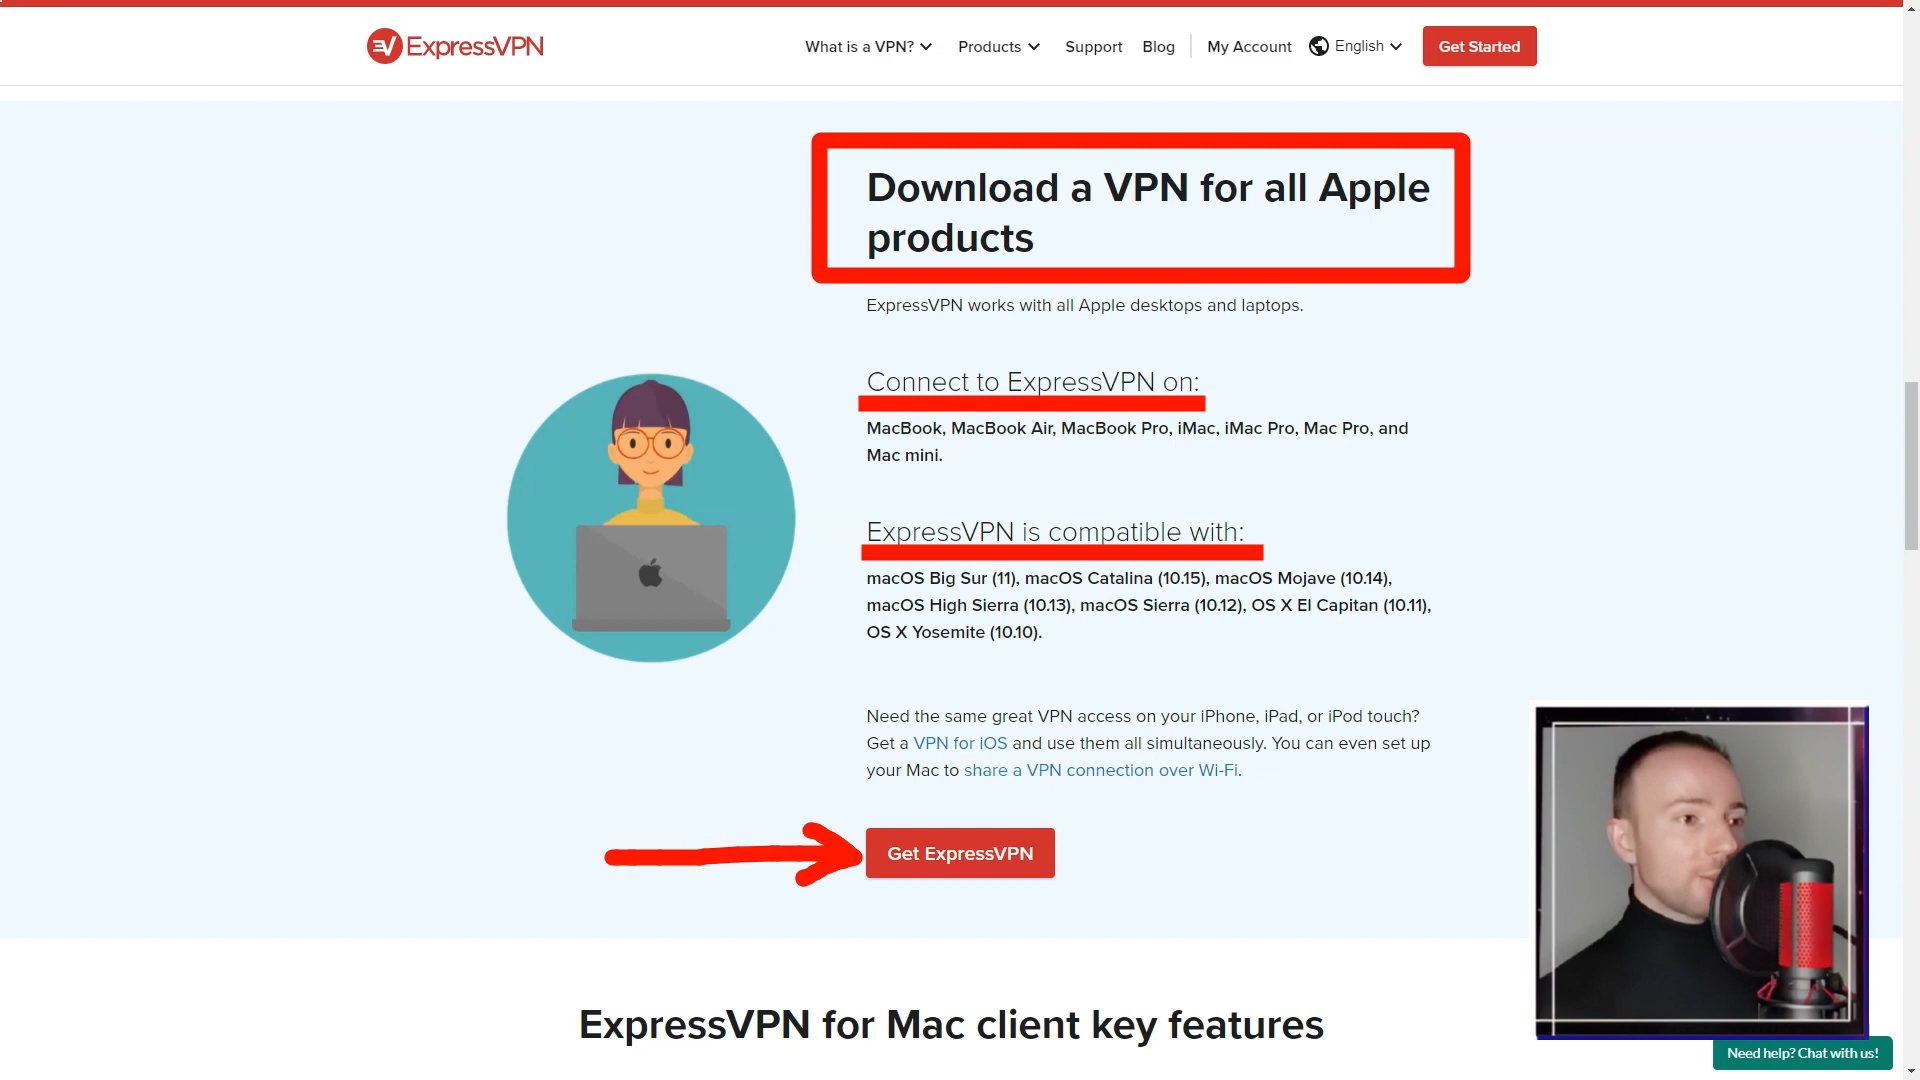 ExpressVPN
What is a VPN?
Products
Support
Blog
My Account
English
Get Started
Download a VPN for all Apple
products
ExpressVPN works with all Apple desktops and laptops.
Connect to ExpressVPN on:
MacBook, MacBook Air, MacBook Pro, iMac, iMac Pro, Mac Pro, and
Mac mini.
ExpressVPN is compatible with:
macOS Big Sur (11), macOS Catalina (10.15), macOS Mojave (10.14),
macOS High Sierra (10.13), macOS Sierra (10.12), OS X El Capitan (10.11),
OS X Yosemite (10.10).
Need the same great VPN access on your iPhone, iPad, or iPod touch?
Get a VPN for iOS and use them all simultaneously. You can even set up
your Mac to share a VPN connection over Wi-Fi.
Get ExpressVPN
ExpressVPN for Mac client key features
Need help? Chat with us!